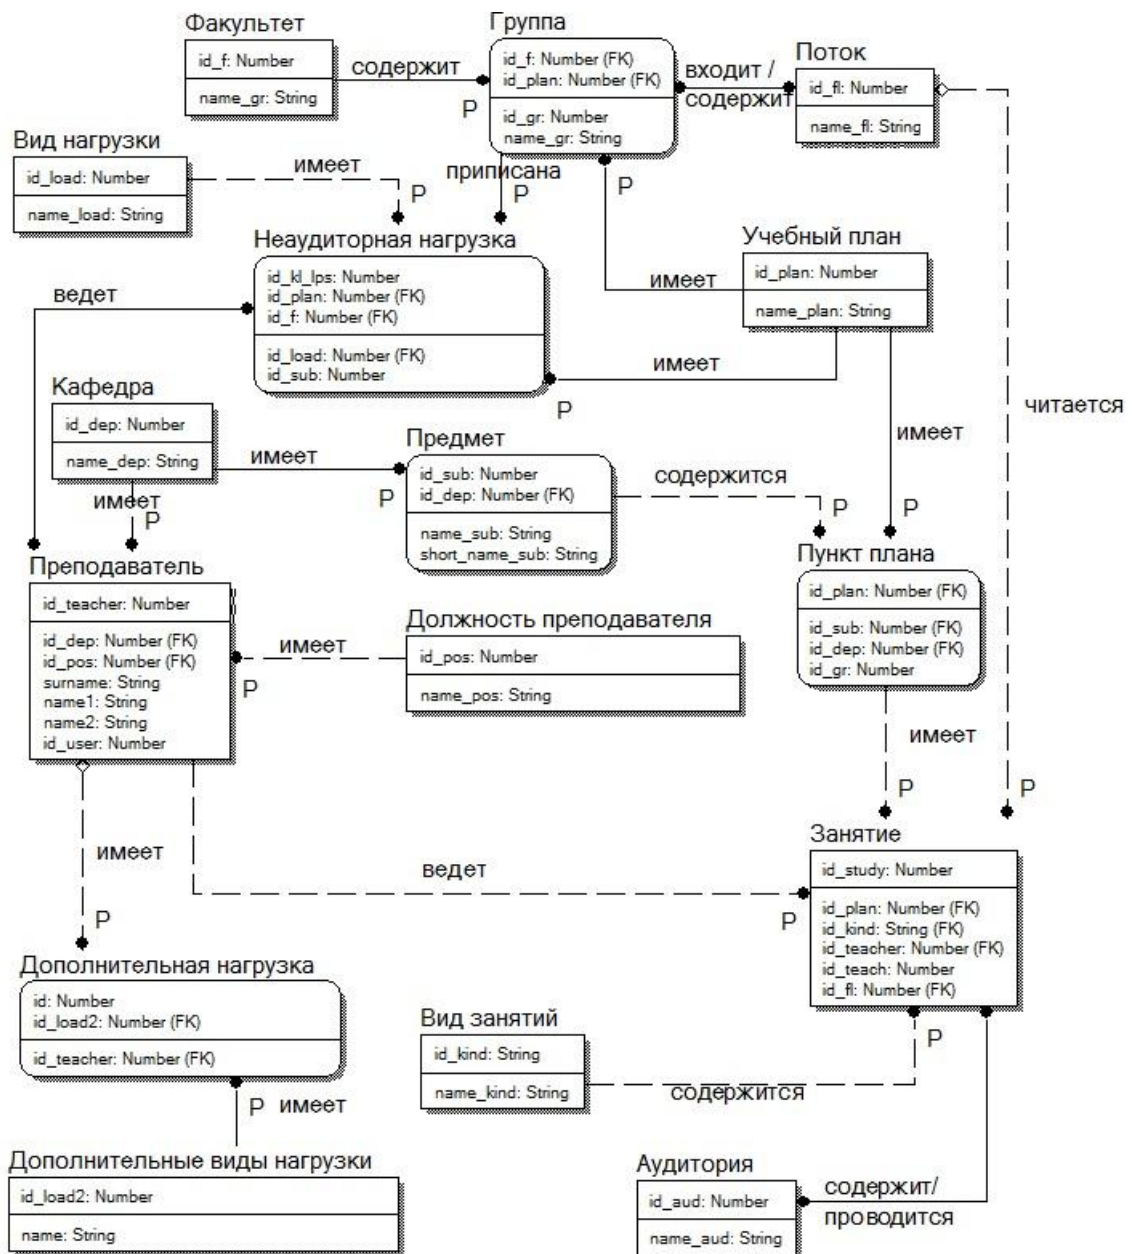 Факультет
id_f: Number
name_gr: String
содержит
P
Группа
id_f: Number (FK)
id_plan: Number (FK)
id_gr: Number
name_gr: String
входит /
содержит
Поток
id_fl: Number
name_fl: String
Вид нагрузки
id_load: Number
name_load: String
имеет
P
приписана
P
P
Неаудиторная нагрузка
id_kl_lps: Number
id_plan: Number (FK)
id_f: Number (FK)
id_load: Number (FK)
id_sub: Number
ведет
имеет
Учебный план
id_plan: Number
name_plan: String
имеет
P
имеет
P
читается
P
Кафедра
id_dep: Number
name_dep: String
имеет
P
имеет
P
Предмет
id_sub: Number
id_dep: Number (FK)
name_sub: String
short_name_sub: String
содержится
P
Пункт плана
id_plan: Number (FK)
id_sub: Number (FK)
id_dep: Number (FK)
id_gr: Number
Преподаватель
id_teacher: Number
id_dep: Number (FK)
id_pos: Number (FK)
surname: String
name1: String
name2: String
id_user: Number
имеет
P
Должность преподавателя
id_pos: Number
name_pos: String
имеет
P
имеет
P
ведет
P
Занятие
id_study: Number
id_plan: Number (FK)
id_kind: String (FK)
id_teacher: Number (FK)
id_teach: Number
id_fl: Number (FK)
Дополнительная нагрузка
id: Number
id_load2: Number (FK)
id_teacher: Number (FK)
P имеет
Вид занятий
id_kind: String
name_kind: String
содержится
P
Дополнительные виды нагрузки
id_load2: Number
name: String
Аудитория
id_aud: Number
name_aud: String
содержит/
проводится